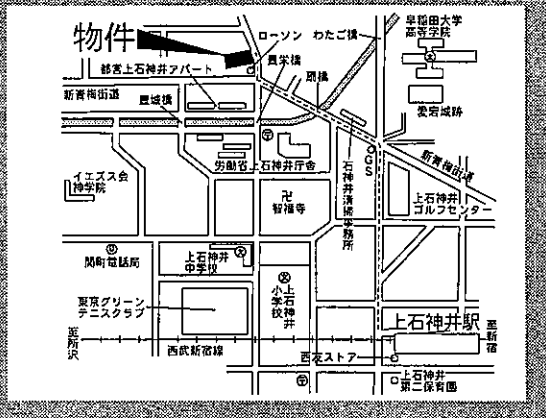 物件
ローソン
わたご橋
早稲田大学
高等学院
都営上石神井アパート
豊栄橋
新青梅街道
豊城橋
扇橋
愛宕城跡
労働省上石神井庁舎
GS
新青梅街道
イエズス会
神学院
卍
智福寺
石神井清掃事務所
上石神井
ゴルフセンター
関町電話局
上石神井
中学校
上石神井
小学校
東京グリーン
テニスクラブ
上石神井駅
至新宿
至所沢
西武新宿線
西友ストア
上石神井
第二保育園